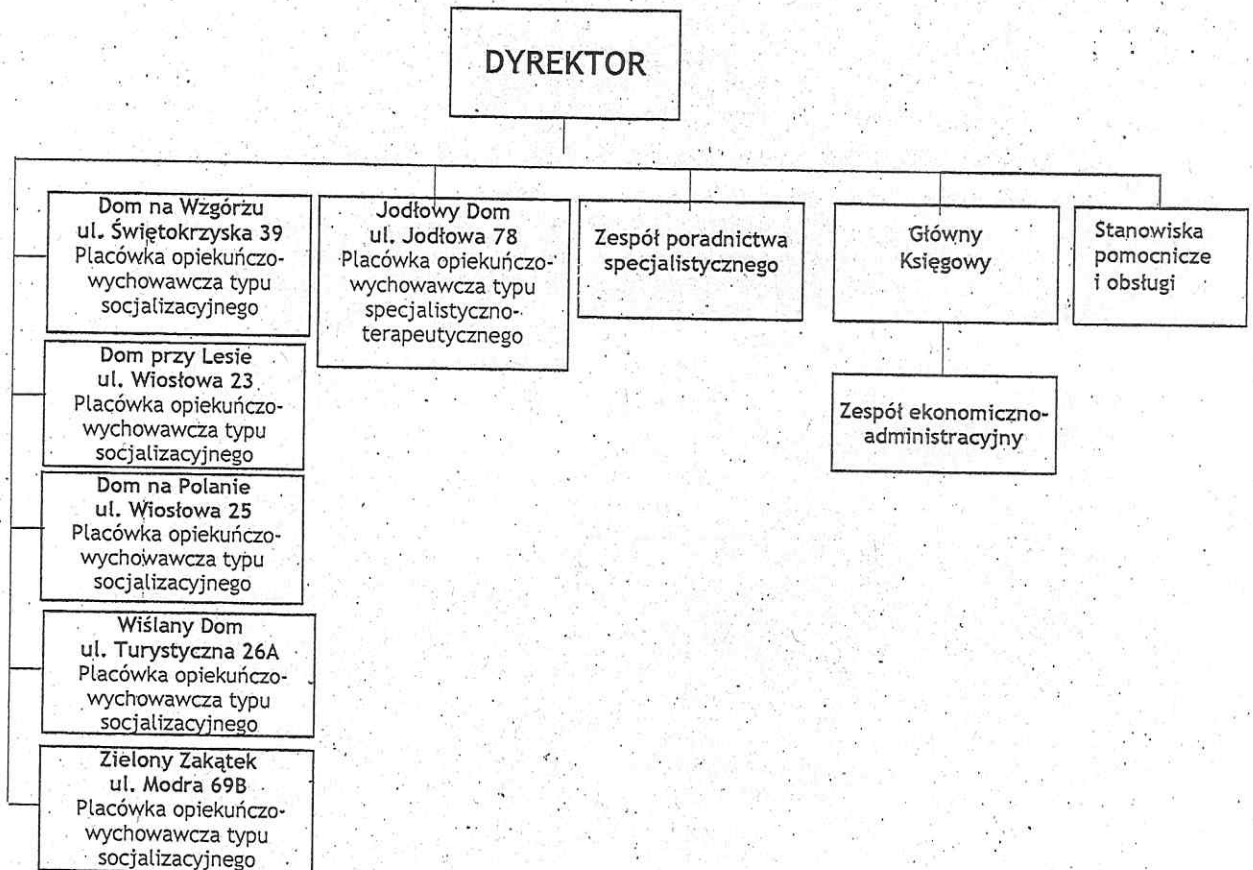 DYREKTOR
Dom na Wzgórzu
ul. Świętokrzyska 39
Placówka opiekuńczo-
wychowawcza typu
socjalizacyjnego
Dom przy Lesie
ul. Wiosłowa 23
Placówka opiekuńczo-
wychowawcza typu
socjalizacyjnego
Dom na Polanie
ul. Wiosłowa 25
Placówka opiekuńczo-
wychowawcza typu
socjalizacyjnego
Wiślany Dom
ul. Turystyczna 26A
Placówka opiekuńczo-
wychowawcza typu
socjalizacyjnego
Zielony Zakątek
ul. Modra 69B
Placówka opiekuńczo-
wychowawcza typu
socjalizacyjnego
Jodłowy Dom
ul. Jodłowa 78
Placówka opiekuńczo-
wychowawcza typu
specjalistyczno-
terapeutycznego
Zespół poradnictwa
specjalistycznego
Główny
Księgowy
Zespół ekonomiczno-
administracyjny
Stanowiska
pomocnicze
i obsługi